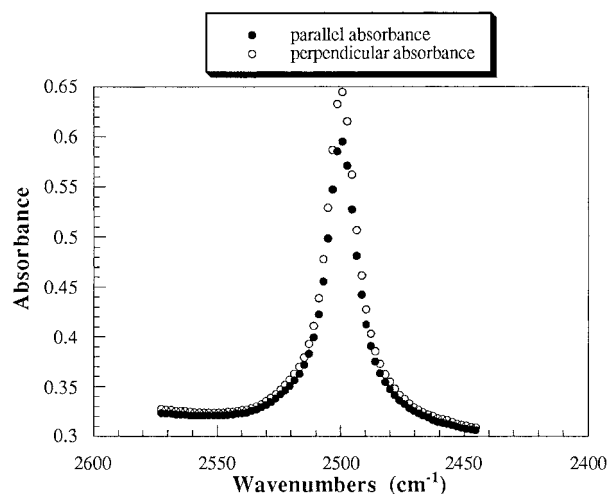 ● parallel absorbance
○ perpendicular absorbance
0.65
0.6
0.55
0.5
0.45
0.4
0.35
0.3
Absorbance
2600 2550 2500 2450 2400
Wavenumbers (cm⁻¹)